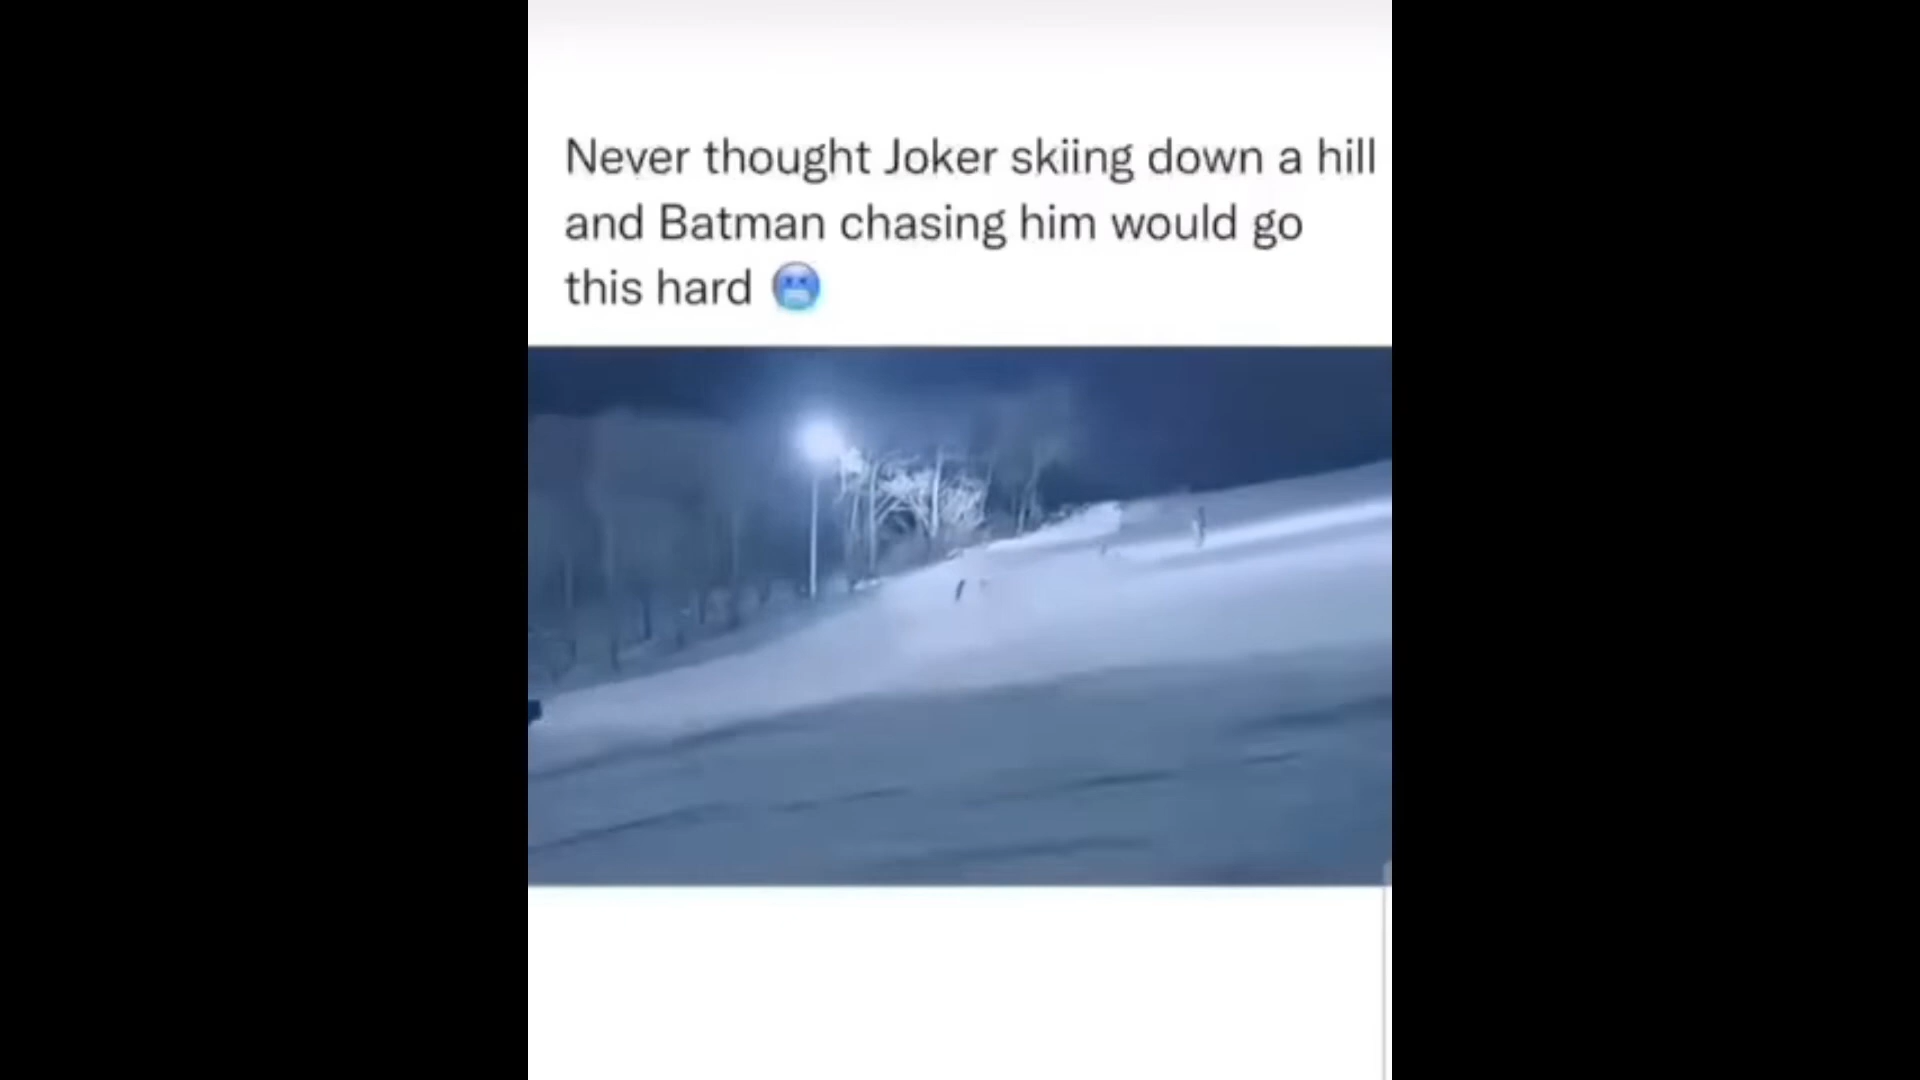 Never thought Joker skiing down a hill
and Batman chasing him would go
this hard 🥶